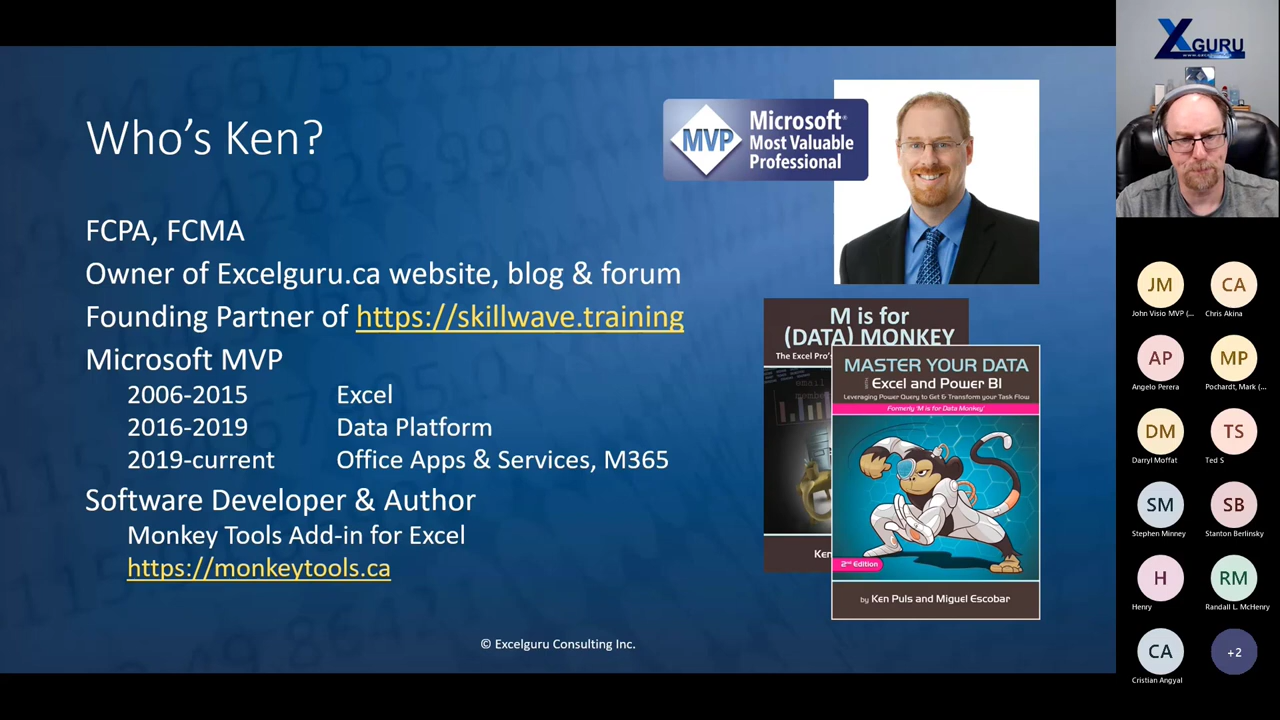 Who's Ken?
FCPA, FCMA
Owner of Excelguru.ca website, blog & forum
Founding Partner of https://skillwave.training
Microsoft MVP
2006-2015 Excel
2016-2019 Data Platform
2019-current Office Apps & Services, M365
Software Developer & Author
Monkey Tools Add-in for Excel
https://monkeytools.ca
© Excelguru Consulting Inc.
MVP
Microsoft®
Most Valuable
Professional
M is for
(DATA) MONKEY
The Excel Pro's
Ken
MASTER YOUR DATA
WITH Excel and Power BI
Leveraging Power Query to Get & Transform your Task Flow
Formerly 'M is for Data Monkey'
2nd Edition
by Ken Puls and Miguel Escobar
XL GURU
JM
John Visio MVP (...
CA
Chris Akina
AP
Angelo Perera
MP
Pochardt, Mark (...
DM
Darryl Moffat
TS
Ted S
SM
Stephen Minney
SB
Stanton Berlinsky
H
Henry
RM
Randall L. McHenry
CA
Cristian Angyal
+2